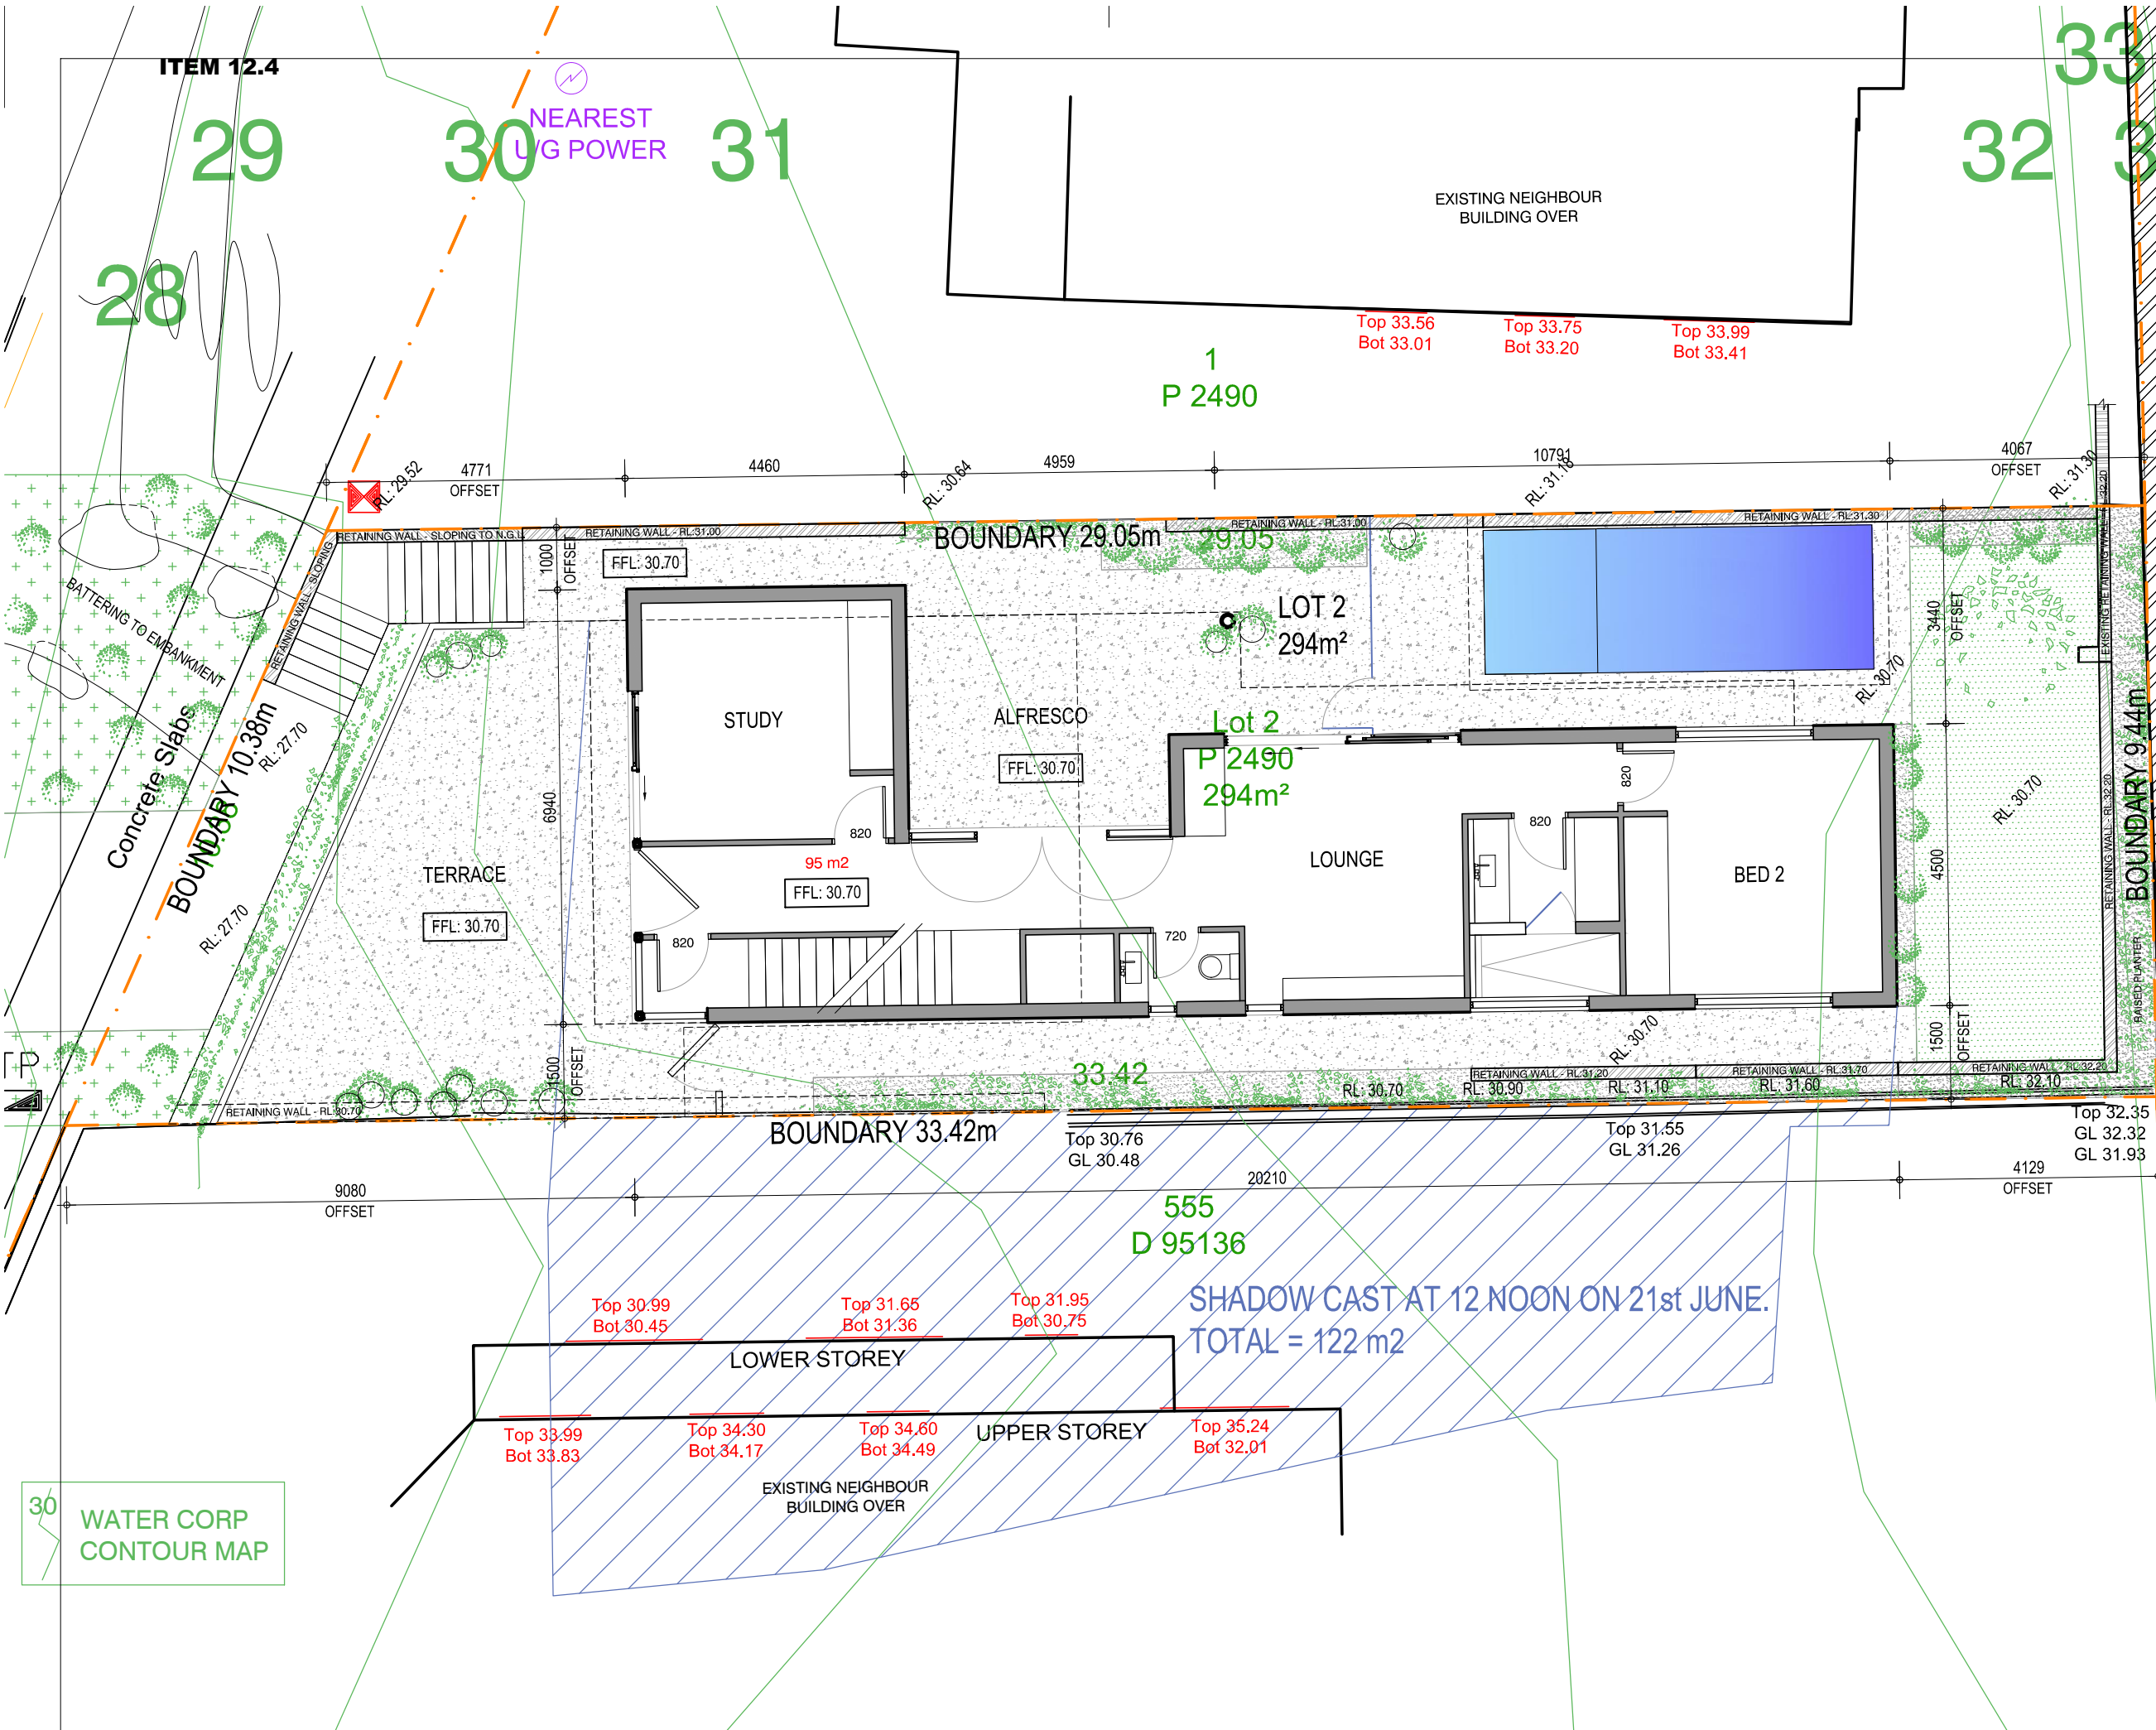 ITEM 12.4
NEAREST
U/G POWER
29
30
31
32
33
28
EXISTING NEIGHBOUR
BUILDING OVER
Top 33.56
Bot 33.01
Top 33.75
Bot 33.20
Top 33.99
Bot 33.41
1
P 2490
4771
OFFSET
4460
4959
10791
4067
OFFSET
RL: 29.52
RL: 30.64
RL: 31.18
RL: 31.30
RETAINING WALL - SLOPING TO N.G.L
RETAINING WALL - RL:31.00
BOUNDARY 29.05m
29.05
RETAINING WALL - RL:31.00
RETAINING WALL - RL:31.30
RETAINING WALL - SLOPING
1000
OFFSET
FFL: 30.70
LOT 2
294m²
3440
OFFSET
BATTERING TO EMBANKMENT
Concrete Slabs
BOUNDARY 10.38m
RL: 27.70
RL: 27.70
STUDY
ALFRESCO
FFL: 30.70
Lot 2
P 2490
294m²
RL: 30.70
RL: 30.70
BOUNDARY 9.44m
RETAINING WALL - RL:32.20
RAISED PLANTER
6940
820
820
820
TERRACE
FFL: 30.70
95 m2
FFL: 30.70
LOUNGE
BED 2
4500
820
720
1500
OFFSET
1500
OFFSET
33.42
RL: 30.70
RETAINING WALL - RL:30.70
RL: 30.70
RETAINING WALL - RL:31.20
RL: 30.90
RL: 31.10
RETAINING WALL - RL:31.70
RL: 31.60
RETAINING WALL - RL:32.20
RL: 32.10
BOUNDARY 33.42m
Top 30.76
GL 30.48
Top 31.55
GL 31.26
Top 32.35
GL 32.32
GL 31.93
9080
OFFSET
20210
4129
OFFSET
555
D 95136
SHADOW CAST AT 12 NOON ON 21st JUNE.
TOTAL = 122 m2
Top 30.99
Bot 30.45
Top 31.65
Bot 31.36
Top 31.95
Bot 30.75
LOWER STOREY
UPPER STOREY
Top 33.99
Bot 33.83
Top 34.30
Bot 34.17
Top 34.60
Bot 34.49
Top 35.24
Bot 32.01
EXISTING NEIGHBOUR
BUILDING OVER
30
WATER CORP
CONTOUR MAP